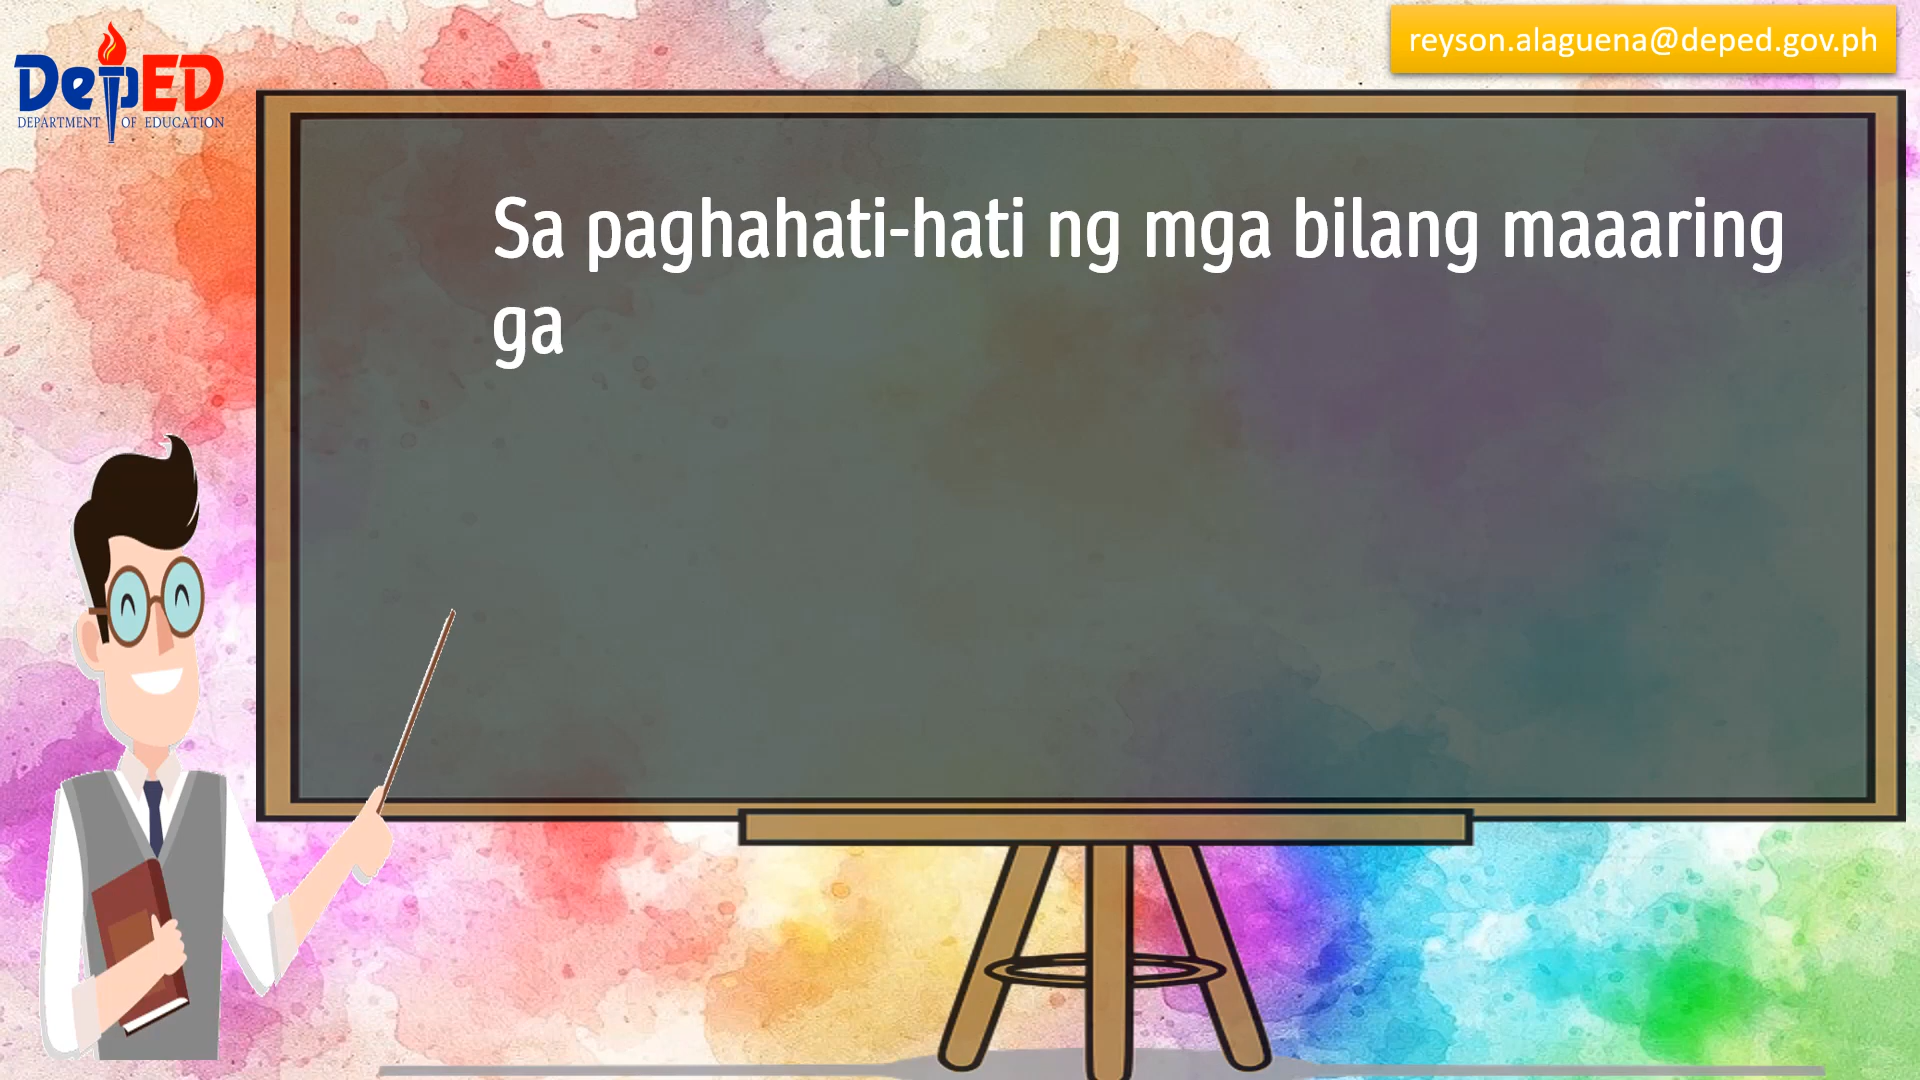 DepED
DEPARTMENT OF EDUCATION
reyson.alaguena@deped.gov.ph
Sa paghahati-hati ng mga bilang maaaring
ga